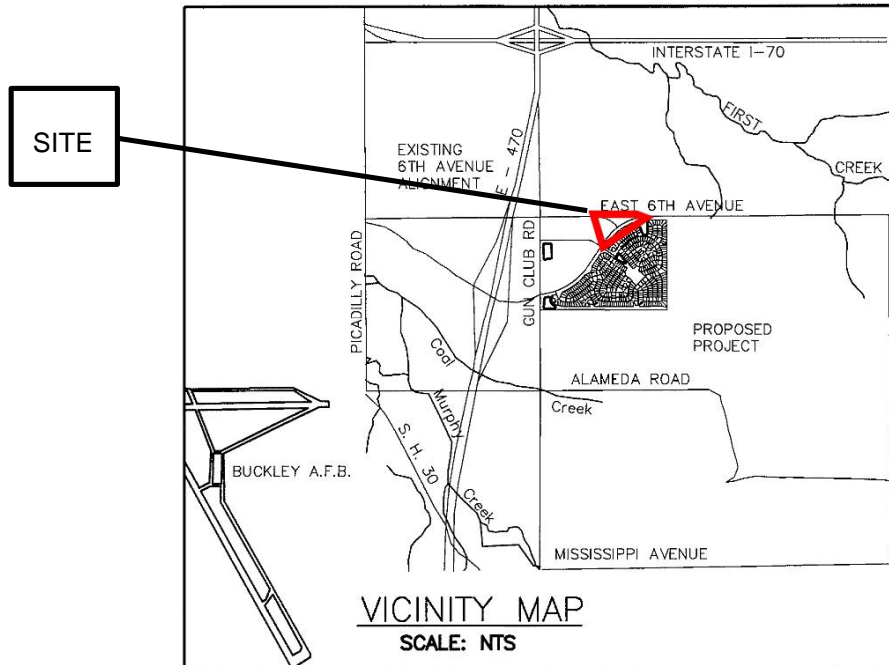 INTERSTATE I-70
SITE
FIRST
CREEK
EXISTING
6TH AVENUE
ALIGNMENT
E - 470
EAST 6TH AVENUE
PICADILLY ROAD
GUN CLUB RD
PROPOSED
PROJECT
Coal
Creek
ALAMEDA ROAD
Murphy
Creek
S. H. 30
BUCKLEY A.F.B.
MISSISSIPPI AVENUE
VICINITY MAP
SCALE: NTS